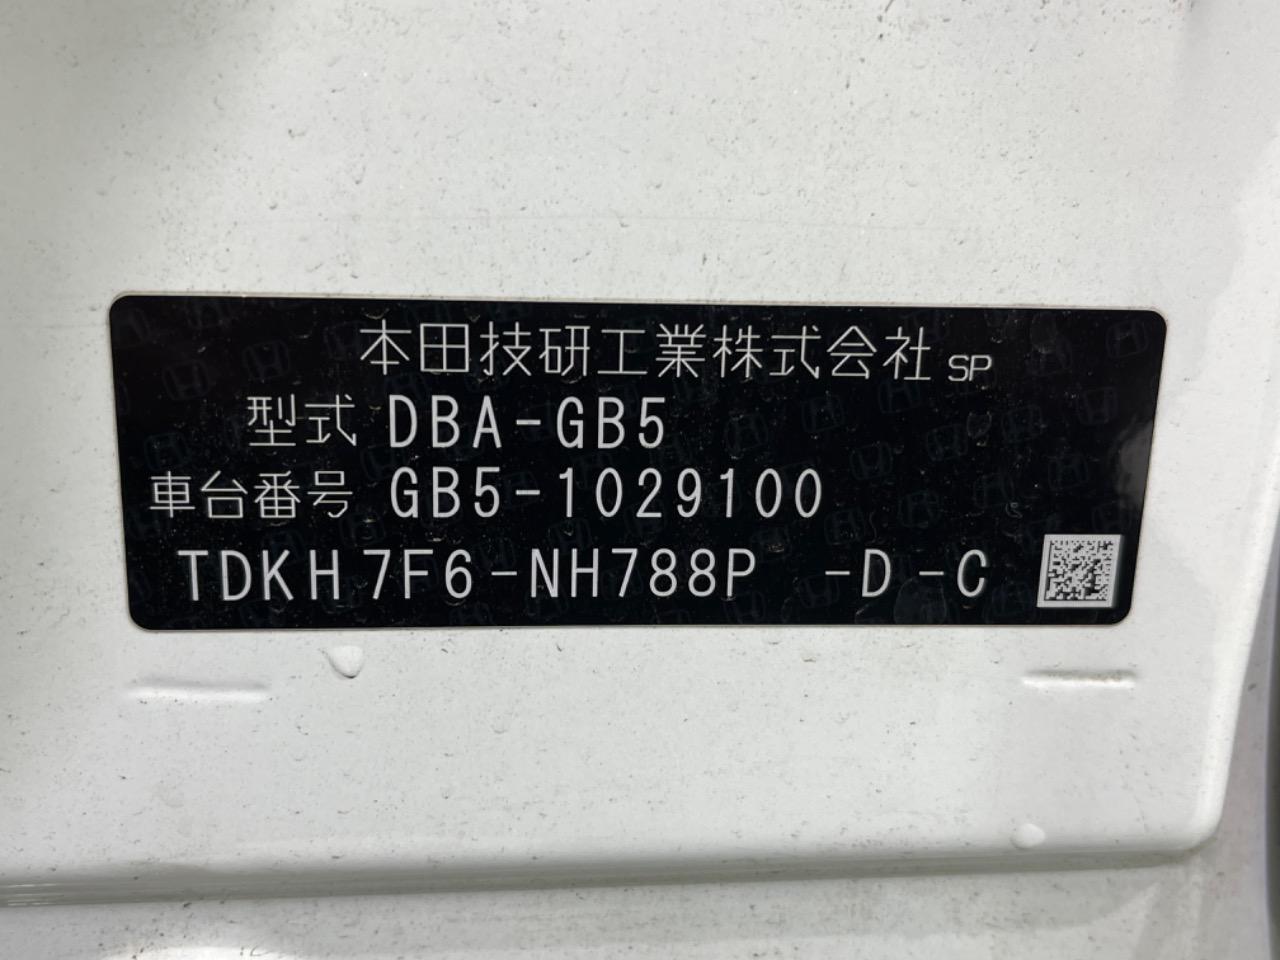 本田技研工業株式会社 SP
型式 DBA-GB5
車台番号 GB5-1029100
TDKH7F6-NH788P -D-C